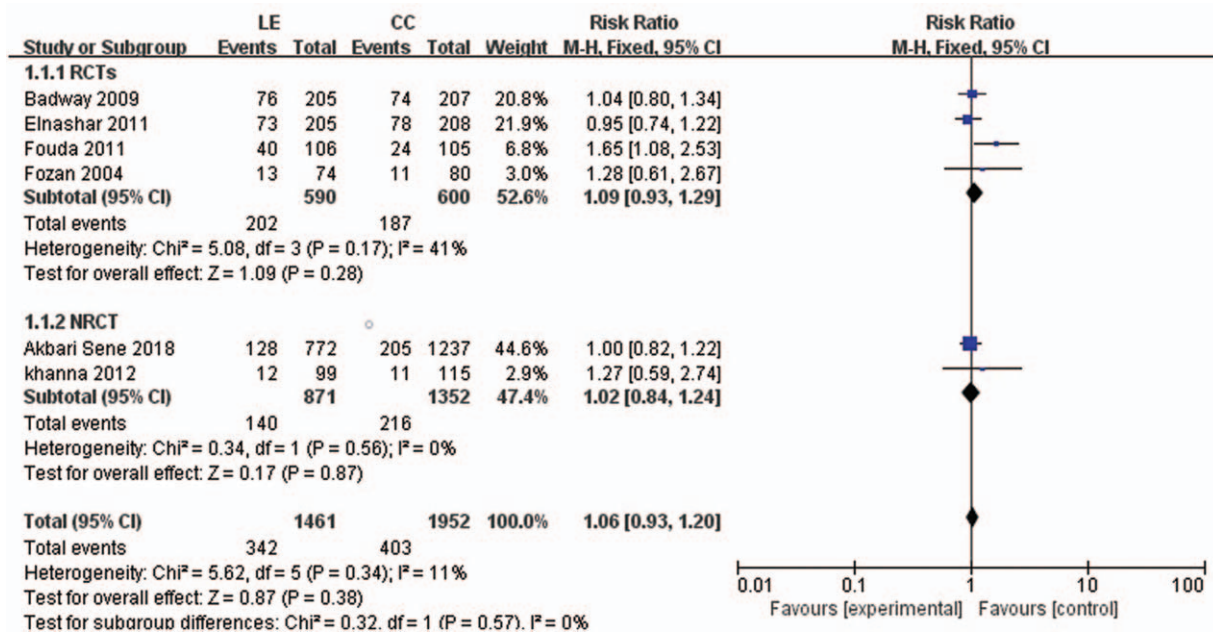 LE CC Risk Ratio Risk Ratio
Study or Subgroup Events Total Events Total Weight M-H, Fixed, 95% CI M-H, Fixed, 95% CI
1.1.1 RCTs
Badway 2009 76 205 74 207 20.8% 1.04 [0.80, 1.34]
Elnashar 2011 73 205 78 208 21.9% 0.95 [0.74, 1.22]
Fouda 2011 40 106 24 105 6.8% 1.65 [1.08, 2.53]
Fozan 2004 13 74 11 80 3.0% 1.28 [0.61, 2.67]
Subtotal (95% CI) 590 600 52.6% 1.09 [0.93, 1.29]
Total events 202 187
Heterogeneity: Chi² = 5.08, df = 3 (P = 0.17); I² = 41%
Test for overall effect: Z = 1.09 (P = 0.28)
1.1.2 NRCT
Akbari Sene 2018 128 772 205 1237 44.6% 1.00 [0.82, 1.22]
khanna 2012 12 99 11 115 2.9% 1.27 [0.59, 2.74]
Subtotal (95% CI) 871 1352 47.4% 1.02 [0.84, 1.24]
Total events 140 216
Heterogeneity: Chi² = 0.34, df = 1 (P = 0.56); I² = 0%
Test for overall effect: Z = 0.17 (P = 0.87)
Total (95% CI) 1461 1952 100.0% 1.06 [0.93, 1.20]
Total events 342 403
Heterogeneity: Chi² = 5.62, df = 5 (P = 0.34); I² = 11%
Test for overall effect: Z = 0.87 (P = 0.38)
Test for subgroup differences: Chi² = 0.32, df = 1 (P = 0.57), I² = 0%
0.01 0.1 1 10 100
Favours [experimental] Favours [control]